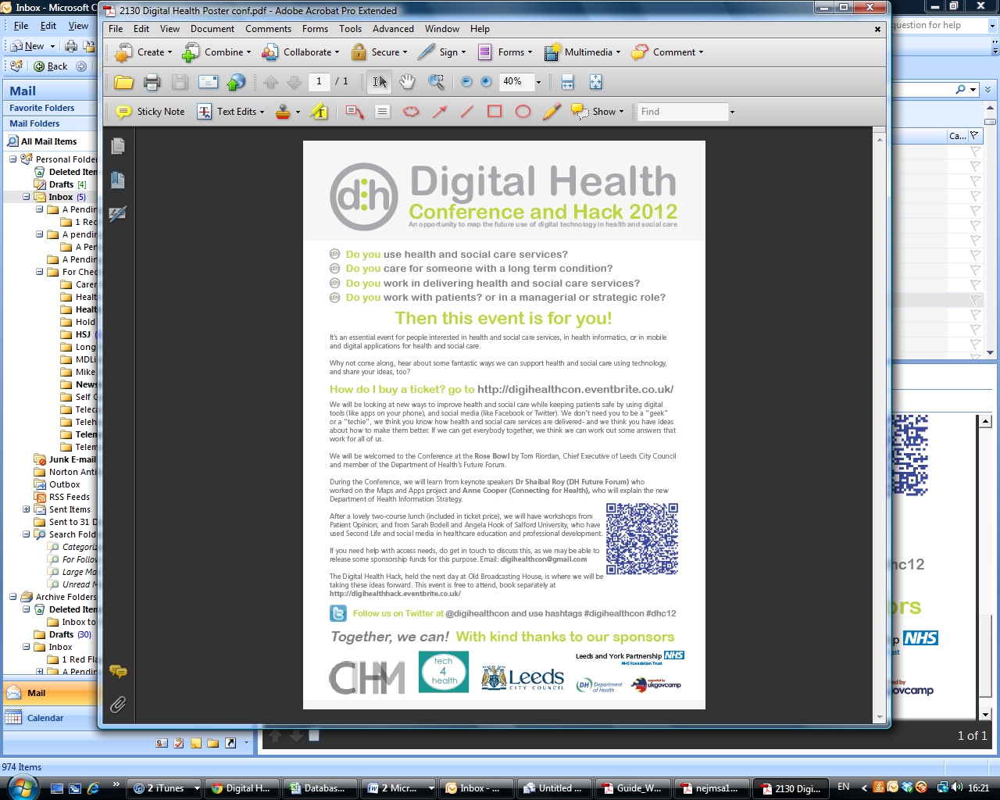 Inbox - Microsoft O
2130 Digital Health Poster conf.pdf - Adobe Acrobat Pro Extended
File Edit View
File Edit View Document Comments Forms Tools Advanced Window Help
question for help
New
Create Combine Collaborate Secure Sign Forms Multimedia Comment
Back
1 / 1 40%
Mail
Favorite Folders
Sticky Note Text Edits Show Find
Mail Folders
All Mail Items
Ca...
Personal Folder
Deleted Iten
Drafts [4]
Inbox (5)
A Pendin
1 Rec
A pendin
A Pen
A Pendin
For Chec
Carer
Healt
Healt
Hold
HSJ (
Long
MDLi
Mike
News
Self C
Teleca
Teleh
Telem
Telem
Junk E-mail
Norton Anti
Outbox
RSS Feeds
Sent Items
Sent to 31 D
Search Fold
Categoriz
For Follow
Large Ma
Unread M
Archive Folders
Deleted Iten
Inbox to
Drafts (30)
Inbox
1 Red Fla
A Pendin
Mail
Calendar
974 Items
d:h
Digital Health
Conference and Hack 2012
An opportunity to map the future use of digital technology in health and social care
dh Do you use health and social care services?
dh Do you care for someone with a long term condition?
dh Do you work in delivering health and social care services?
dh Do you work with patients? or in a managerial or strategic role?
Then this event is for you!
It's an essential event for people interested in health and social care services, in health informatics, or in mobile
and digital applications for health and social care.
Why not come along, hear about some fantastic ways we can support health and social care using technology,
and share your ideas, too?
How do I buy a ticket? go to http://digihealthcon.eventbrite.co.uk/
We will be looking at new ways to improve health and social care while keeping patients safe by using digital
tools (like apps on your phone), and social media (like Facebook or Twitter). We don't need you to be a "geek"
or a "techie", we think you know how health and social care services are delivered- and we think you have ideas
about how to make them better. If we can get everybody together, we think we can work out some answers that
work for all of us.
We will be welcomed to the Conference at the Rose Bowl by Tom Riordan, Chief Executive of Leeds City Council
and member of the Department of Health's Future Forum.
During the Conference, we will learn from keynote speakers Dr Shaibal Roy (DH Future Forum) who
worked on the Maps and Apps project and Anne Cooper (Connecting for Health), who will explain the new
Department of Health Information Strategy.
After a lovely two-course lunch (included in ticket price), we will have workshops from
Patient Opinion; and from Sarah Bodell and Angela Hook of Salford University, who have
used Second Life and social media in healthcare education and professional development.
If you need help with access needs, do get in touch to discuss this, as we may be able to
release some sponsorship funds for this purpose. Email: digihealthcon@gmail.com
The Digital Health Hack, held the next day at Old Broadcasting House, is where we will be
taking these ideas forward. This event is free to attend, book separately at
http://digihealthhack.eventbrite.co.uk/
Follow us on Twitter at @digihealthcon and use hashtags #digihealthcon #dhc12
Together, we can! With kind thanks to our sponsors
CHM
tech
4
health
Leeds
CITY COUNCIL
Leeds and York Partnership NHS
NHS Foundation Trust
DH Department
of Health
supported by
ukgovcamp
hc12
ors
p NHS
ust
ed by
ovcamp
1 of 1
2 iTunes Digital H... Databas... 2 Micr... Inbox - ... Untitled ... Guide_W... nejmsa1... 2130 Digi... EN 16:21